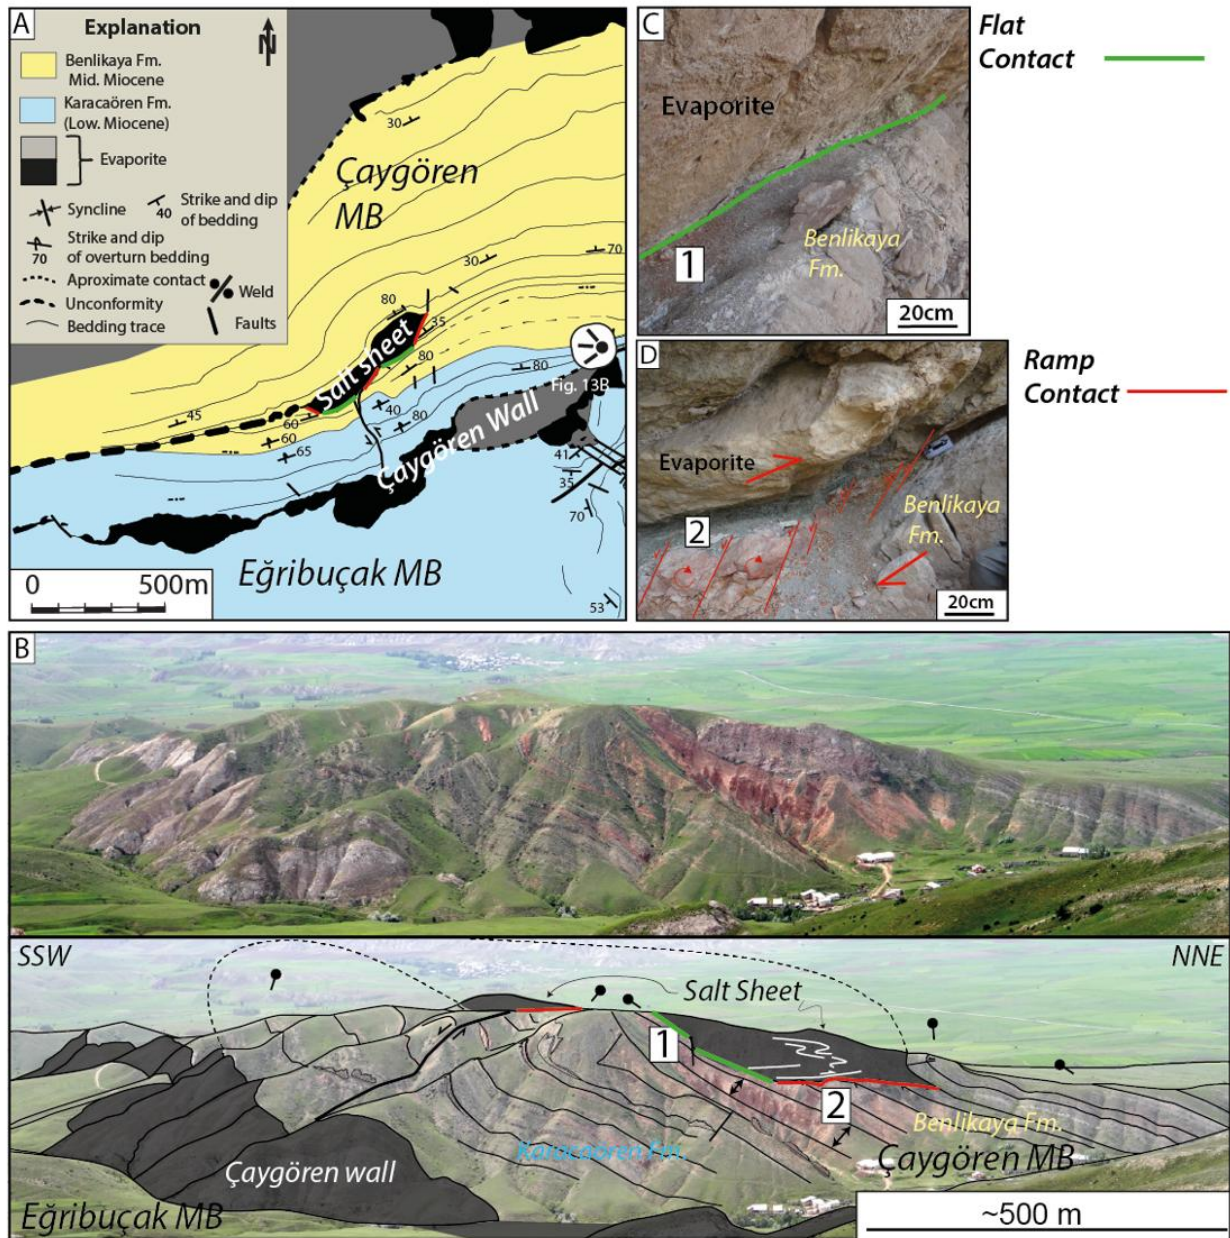 A
Explanation
N
Benlikaya Fm.
Mid. Miocene
Karacaören Fm.
(Low. Miocene)
Evaporite
Syncline
40
Strike and dip
of bedding
70
Strike and dip
of overturn bedding
Aproximate contact
Weld
Unconformity
Bedding trace
Faults
30
Çaygören
MB
70
30
80
35
Salt sheet
80
80
Fig. 13B
45
60
60
65
40
80
Çaygören Wall
41
35
70
Eğribuçak MB
53
0
500m
C
Evaporite
1
Benlikaya
Fm.
20cm
Flat
Contact
D
Evaporite
2
Benlikaya
Fm.
20cm
Ramp
Contact
B
SSW
NNE
Salt Sheet
1
2
Benlikaya Fm.
Karacaören Fm.
Çaygören MB
Çaygören wall
Eğribuçak MB
~500 m